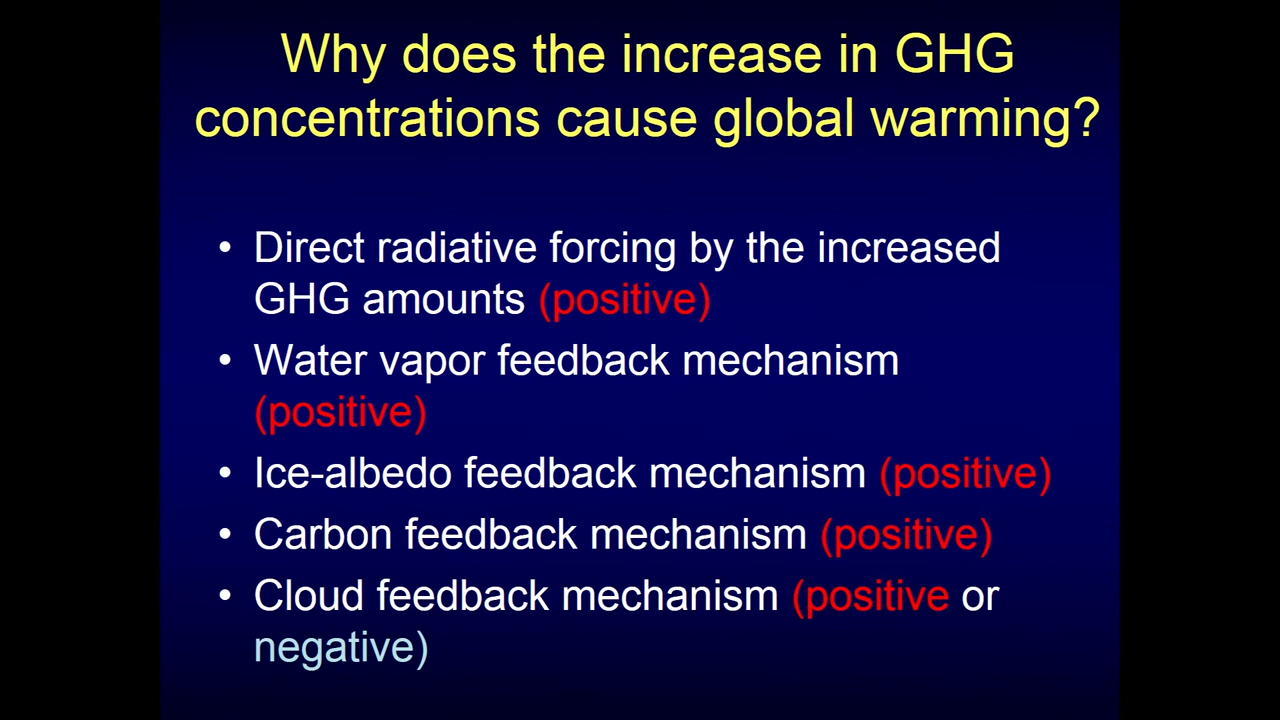 Why does the increase in GHG
concentrations cause global warming?
• Direct radiative forcing by the increased
GHG amounts (positive)
• Water vapor feedback mechanism
(positive)
• Ice-albedo feedback mechanism (positive)
• Carbon feedback mechanism (positive)
• Cloud feedback mechanism (positive or
negative)